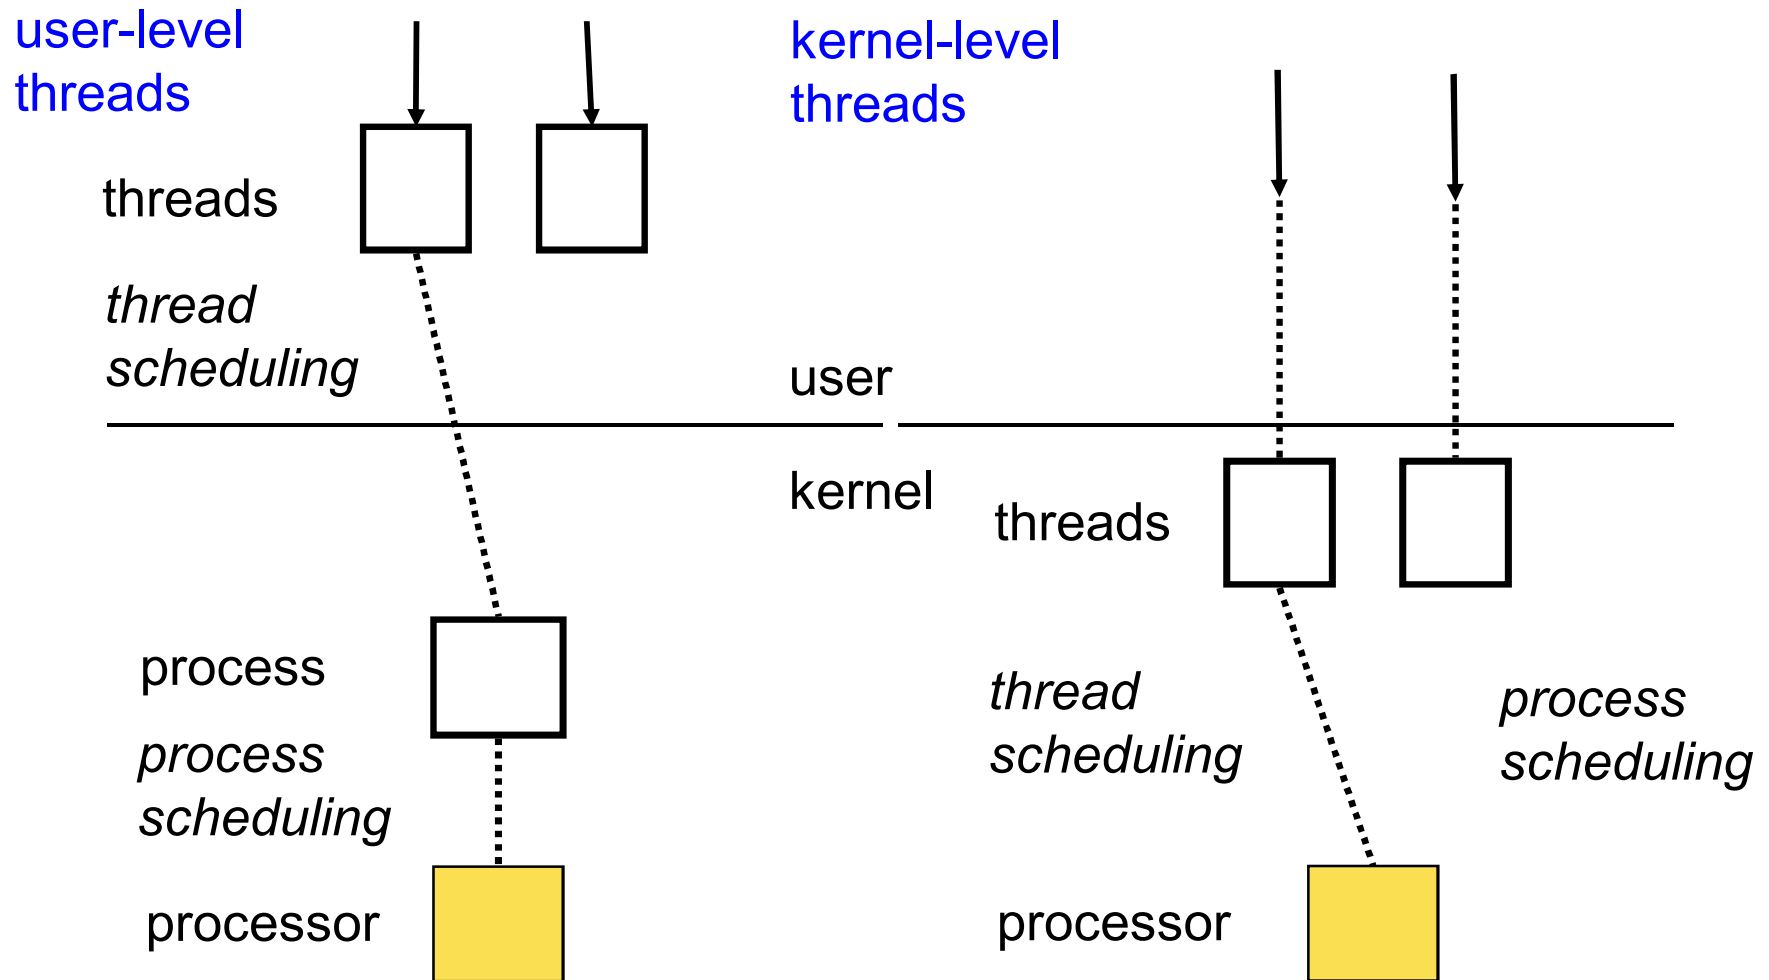 user-level
threads
threads
thread
scheduling
process
process
scheduling
processor
user
kernel
kernel-level
threads
threads
thread
scheduling
process
scheduling
processor